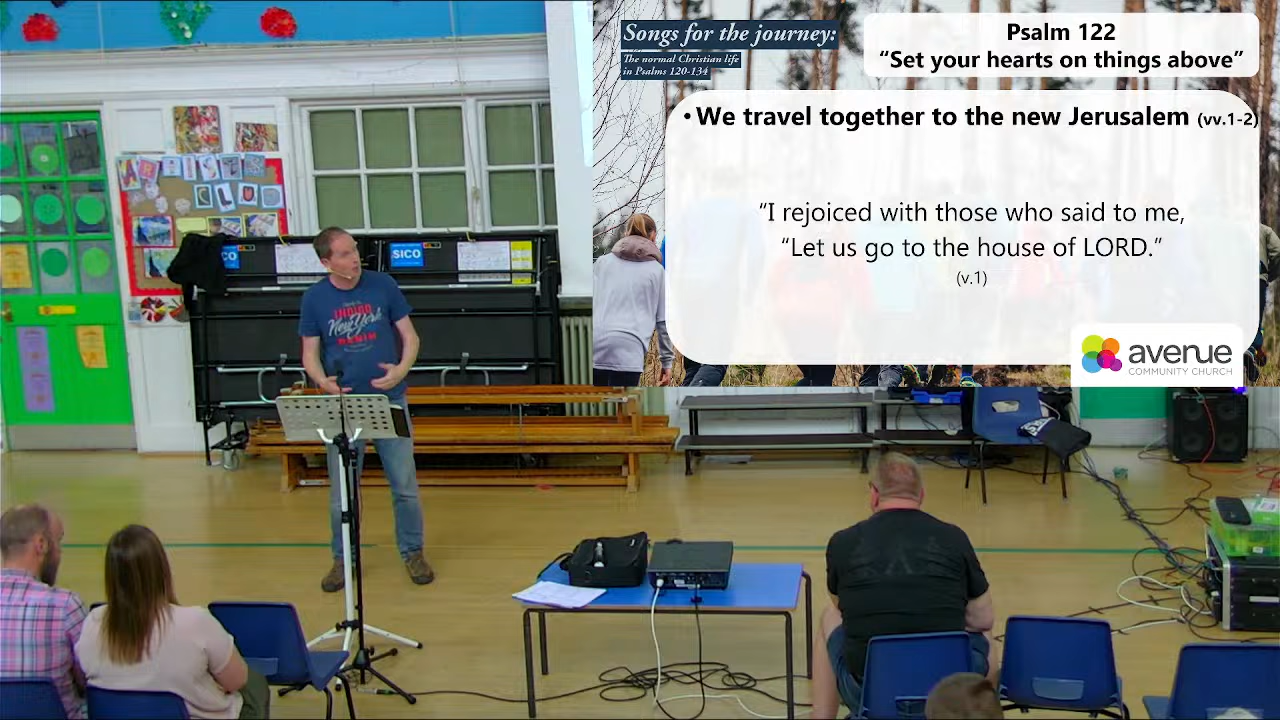 Songs for the journey:
The normal Christian life
in Psalms 120-134
Psalm 122
“Set your hearts on things above”
• We travel together to the new Jerusalem (vv.1-2)
“I rejoiced with those who said to me,
“Let us go to the house of LORD.”
(v.1)
avenue
COMMUNITY CHURCH
SICO
INDIGO
New York
DENIM